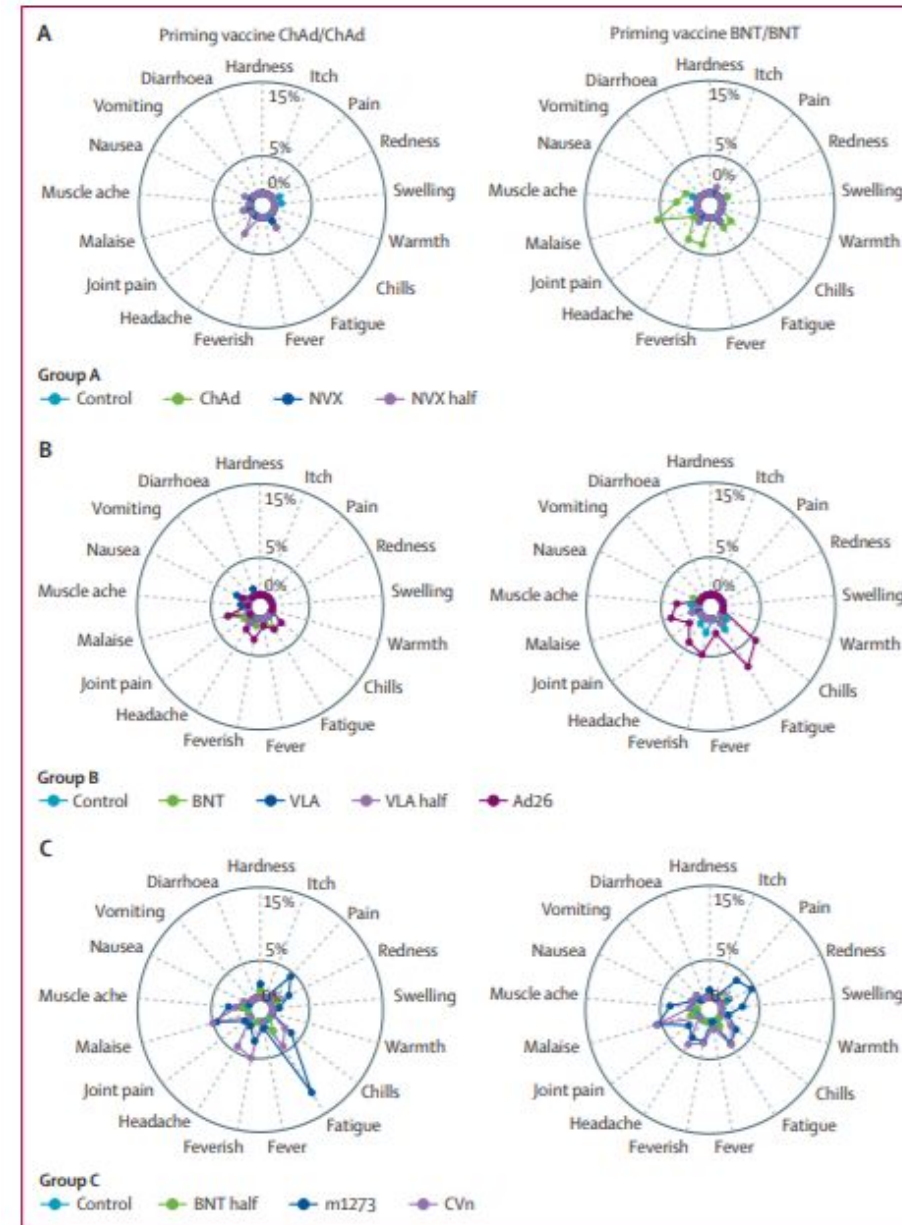 A
Priming vaccine ChAd/ChAd
Priming vaccine BNT/BNT
Hardness
Itch
Pain
Redness
Swelling
Warmth
Chills
Fatigue
Fever
Feverish
Headache
Joint pain
Malaise
Muscle ache
Nausea
Vomiting
Diarrhoea
15%
5%
0%
Hardness
Itch
Pain
Redness
Swelling
Warmth
Chills
Fatigue
Fever
Feverish
Headache
Joint pain
Malaise
Muscle ache
Nausea
Vomiting
Diarrhoea
15%
5%
0%
Group A
Control ChAd NVX NVX half
B
Hardness
Itch
Pain
Redness
Swelling
Warmth
Chills
Fatigue
Fever
Feverish
Headache
Joint pain
Malaise
Muscle ache
Nausea
Vomiting
Diarrhoea
15%
5%
0%
Hardness
Itch
Pain
Redness
Swelling
Warmth
Chills
Fatigue
Fever
Feverish
Headache
Joint pain
Malaise
Muscle ache
Nausea
Vomiting
Diarrhoea
15%
5%
0%
Group B
Control BNT VLA VLA half Ad26
C
Hardness
Itch
Pain
Redness
Swelling
Warmth
Chills
Fatigue
Fever
Feverish
Headache
Joint pain
Malaise
Muscle ache
Nausea
Vomiting
Diarrhoea
15%
5%
Hardness
Itch
Pain
Redness
Swelling
Warmth
Chills
Fatigue
Fever
Feverish
Headache
Joint pain
Malaise
Muscle ache
Nausea
Vomiting
Diarrhoea
15%
5%
Group C
Control BNT half m1273 CVn